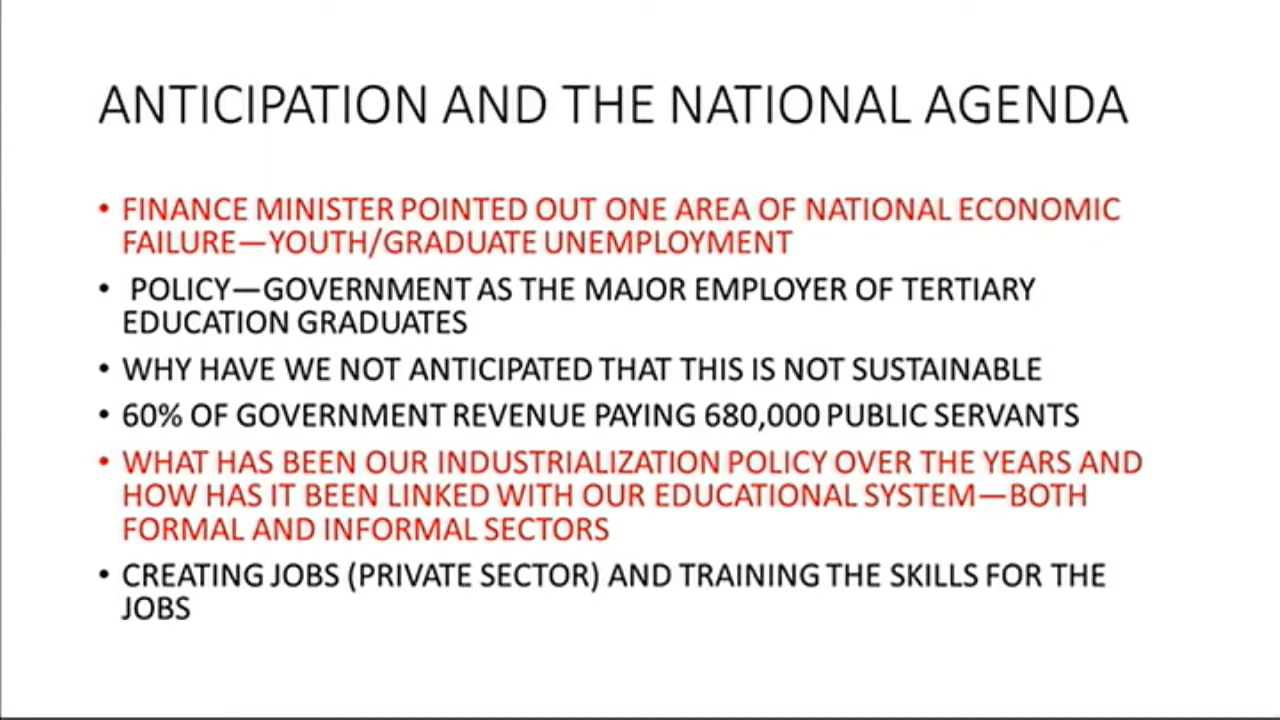 ANTICIPATION AND THE NATIONAL AGENDA
• FINANCE MINISTER POINTED OUT ONE AREA OF NATIONAL ECONOMIC
FAILURE—YOUTH/GRADUATE UNEMPLOYMENT
• POLICY—GOVERNMENT AS THE MAJOR EMPLOYER OF TERTIARY
EDUCATION GRADUATES
• WHY HAVE WE NOT ANTICIPATED THAT THIS IS NOT SUSTAINABLE
• 60% OF GOVERNMENT REVENUE PAYING 680,000 PUBLIC SERVANTS
• WHAT HAS BEEN OUR INDUSTRIALIZATION POLICY OVER THE YEARS AND
HOW HAS IT BEEN LINKED WITH OUR EDUCATIONAL SYSTEM—BOTH
FORMAL AND INFORMAL SECTORS
• CREATING JOBS (PRIVATE SECTOR) AND TRAINING THE SKILLS FOR THE
JOBS